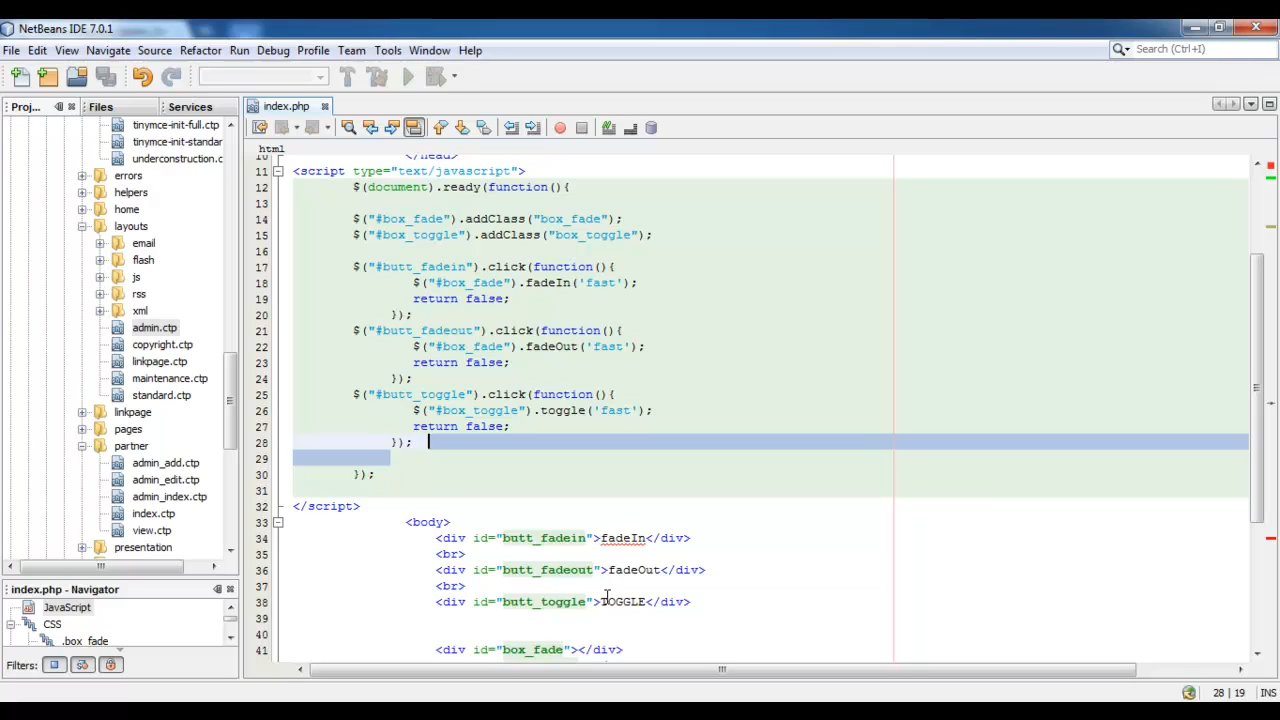 NetBeans IDE 7.0.1
File Edit View Navigate Source Refactor Run Debug Profile Team Tools Window Help
Search (Ctrl+I)
Proj... Files Services
index.php
tinymce-init-full.ctp
tinymce-init-standar
underconstruction.c
errors
helpers
home
layouts
email
flash
js
rss
xml
admin.ctp
copyright.ctp
linkpage.ctp
maintenance.ctp
standard.ctp
linkpage
pages
partner
admin_add.ctp
admin_edit.ctp
admin_index.ctp
index.ctp
view.ctp
presentation
index.php - Navigator
JavaScript
CSS
.box_fade
Filters:
html
10 </head>
11 <script type="text/javascript">
12 $(document).ready(function(){
13
14 $("#box_fade").addClass("box_fade");
15 $("#box_toggle").addClass("box_toggle");
16
17 $("#butt_fadein").click(function(){
18 $("#box_fade").fadeIn('fast');
19 return false;
20 });
21 $("#butt_fadeout").click(function(){
22 $("#box_fade").fadeOut('fast');
23 return false;
24 });
25 $("#butt_toggle").click(function(){
26 $("#box_toggle").toggle('fast');
27 return false;
28 });
29
30 });
31
32 </script>
33 <body>
34 <div id="butt_fadein">fadeIn</div>
35 <br>
36 <div id="butt_fadeout">fadeOut</div>
37 <br>
38 <div id="butt_toggle">TOGGLE</div>
39
40
41 <div id="box_fade"></div>
28 | 19 INS